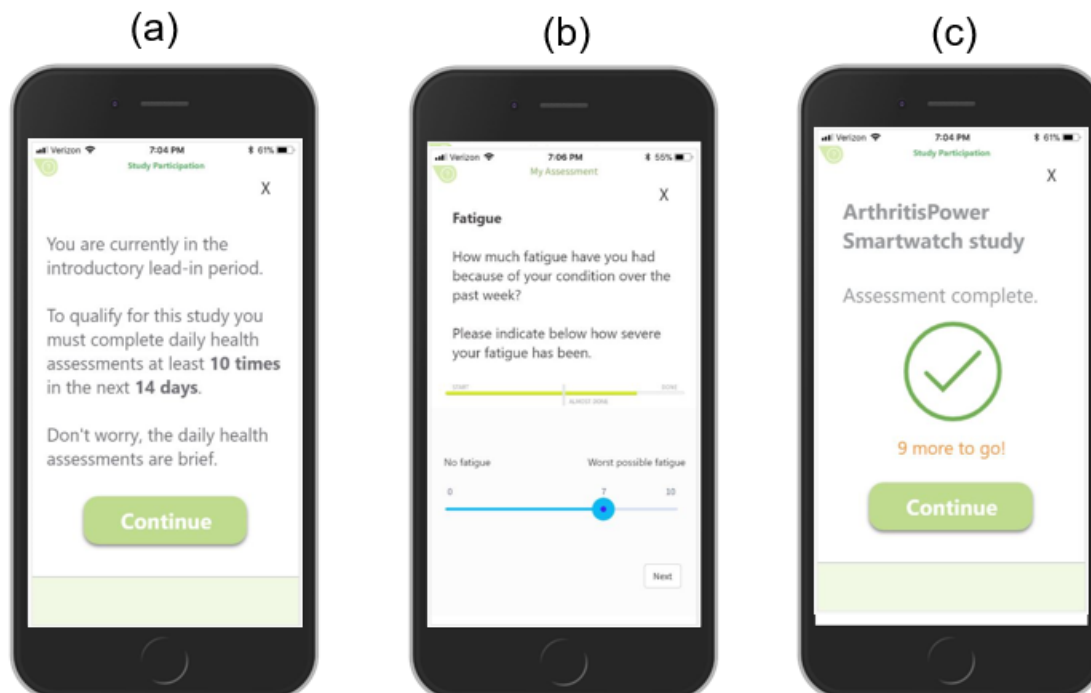 (a)
Verizon 7:04 PM 61%
Study Participation
X
You are currently in the
introductory lead-in period.
To qualify for this study you
must complete daily health
assessments at least 10 times
in the next 14 days.
Don't worry, the daily health
assessments are brief.
Continue
(b)
Verizon 7:06 PM 55%
My Assessment
X
Fatigue
How much fatigue have you had
because of your condition over the
past week?
Please indicate below how severe
your fatigue has been.
START DONE
ALMOST DONE
No fatigue Worst possible fatigue
0 7 10
Next
(c)
Verizon 7:04 PM 61%
Study Participation
X
ArthritisPower
Smartwatch study
Assessment complete.
9 more to go!
Continue